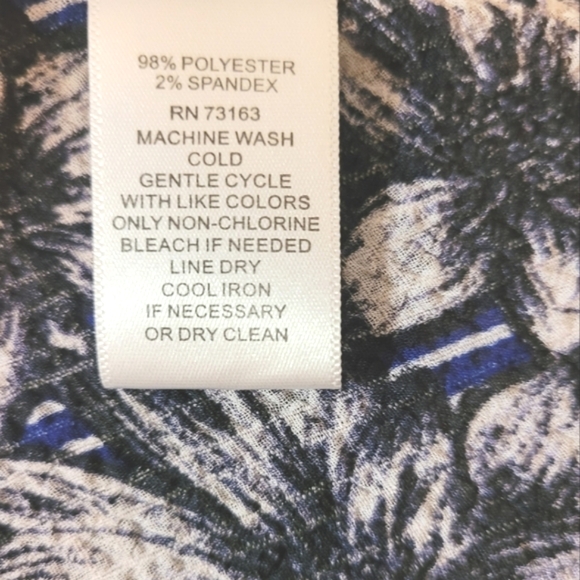 98% POLYESTER
2% SPANDEX
RN 73163
MACHINE WASH
COLD
GENTLE CYCLE
WITH LIKE COLORS
ONLY NON-CHLORINE
BLEACH IF NEEDED
LINE DRY
COOL IRON
IF NECESSARY
OR DRY CLEAN